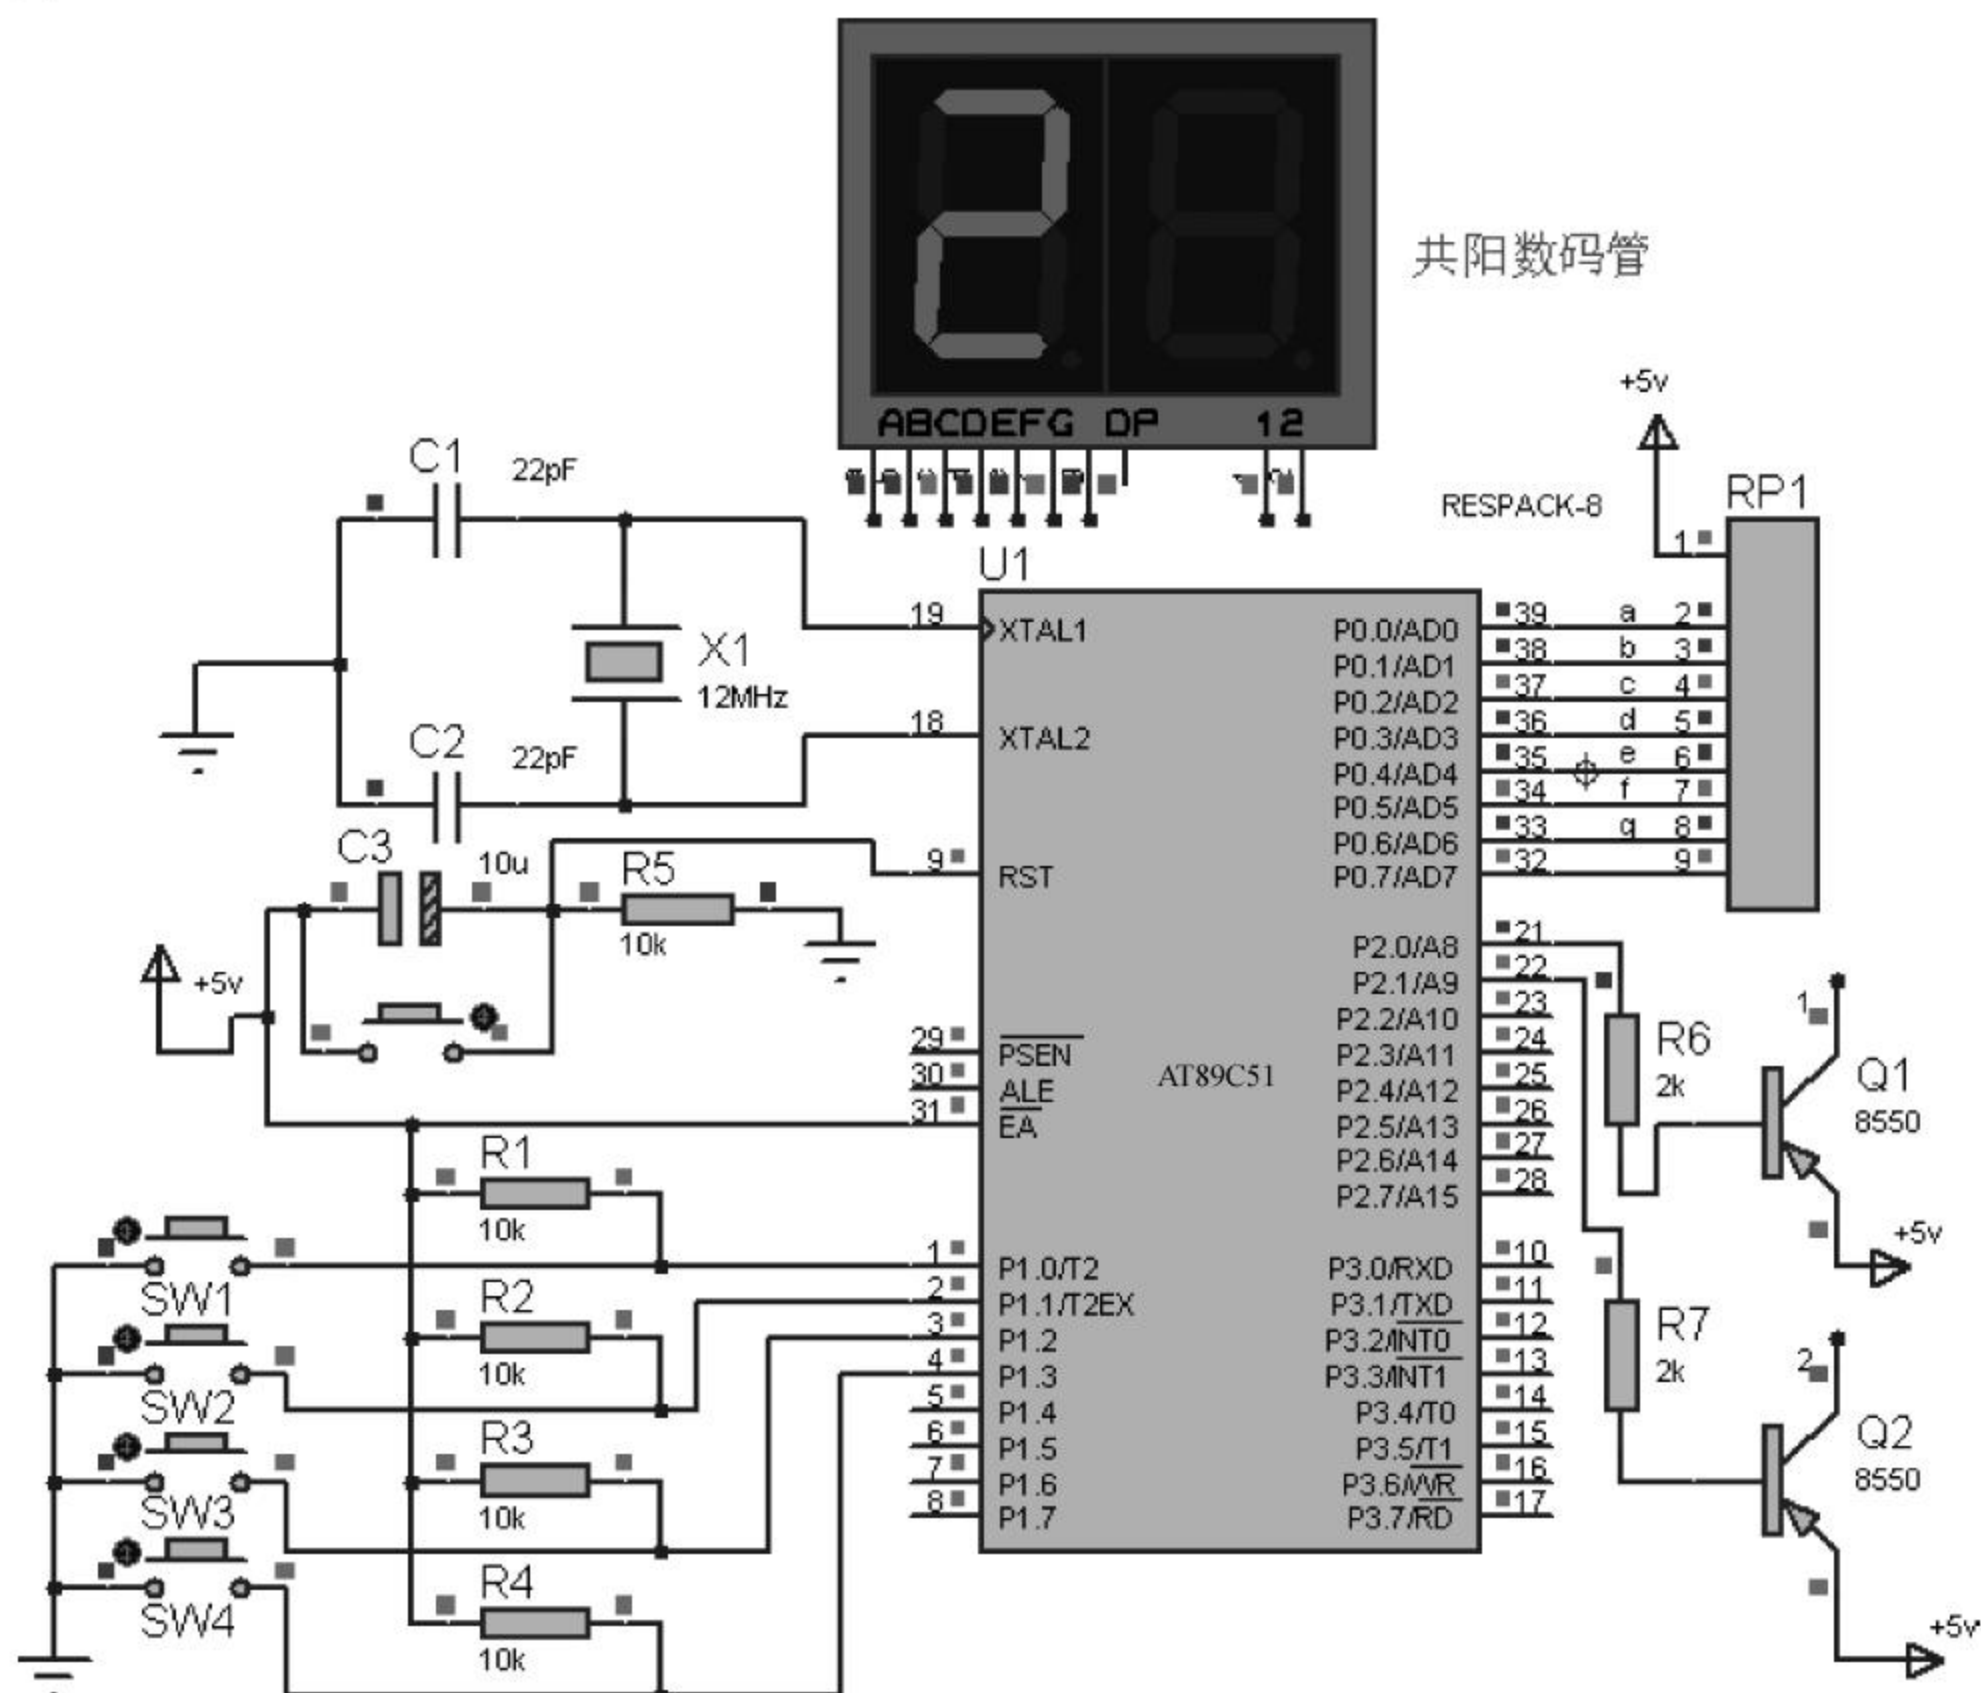 共阳数码管
ABCDEFG DP 12
+5v
C1 22pF
RESPACK-8 RP1
1
U1
19 XTAL1
X1
12MHz
18 XTAL2
C2 22pF
P0.0/AD0 39 a 2
P0.1/AD1 38 b 3
P0.2/AD2 37 c 4
P0.3/AD3 36 d 5
P0.4/AD4 35 e 6
P0.5/AD5 34 f 7
P0.6/AD6 33 g 8
P0.7/AD7 32 9
C3 10u
R5
10k
9 RST
+5v
29 PSEN
30 ALE
31 EA
AT89C51
P2.0/A8 21
P2.1/A9 22
P2.2/A10 23
P2.3/A11 24
P2.4/A12 25
P2.5/A13 26
P2.6/A14 27
P2.7/A15 28
R6
2k
1
Q1
8550
+5v
R1
10k
SW1
R2
10k
SW2
R3
10k
SW3
R4
10k
SW4
1 P1.0/T2
2 P1.1/T2EX
3 P1.2
4 P1.3
5 P1.4
6 P1.5
7 P1.6
8 P1.7
P3.0/RXD 10
P3.1/TXD 11
P3.2/INT0 12
P3.3/INT1 13
P3.4/T0 14
P3.5/T1 15
P3.6/WR 16
P3.7/RD 17
R7
2k
2
Q2
8550
+5v